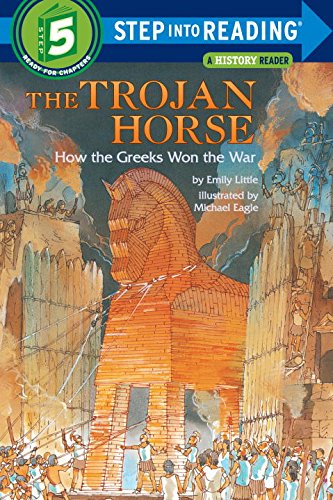 STEP
5
READY FOR CHAPTERS
STEP INTO READING®
A HISTORY READER
THE TROJAN
HORSE
How the Greeks Won the War
by Emily Little
illustrated by
Michael Eagle